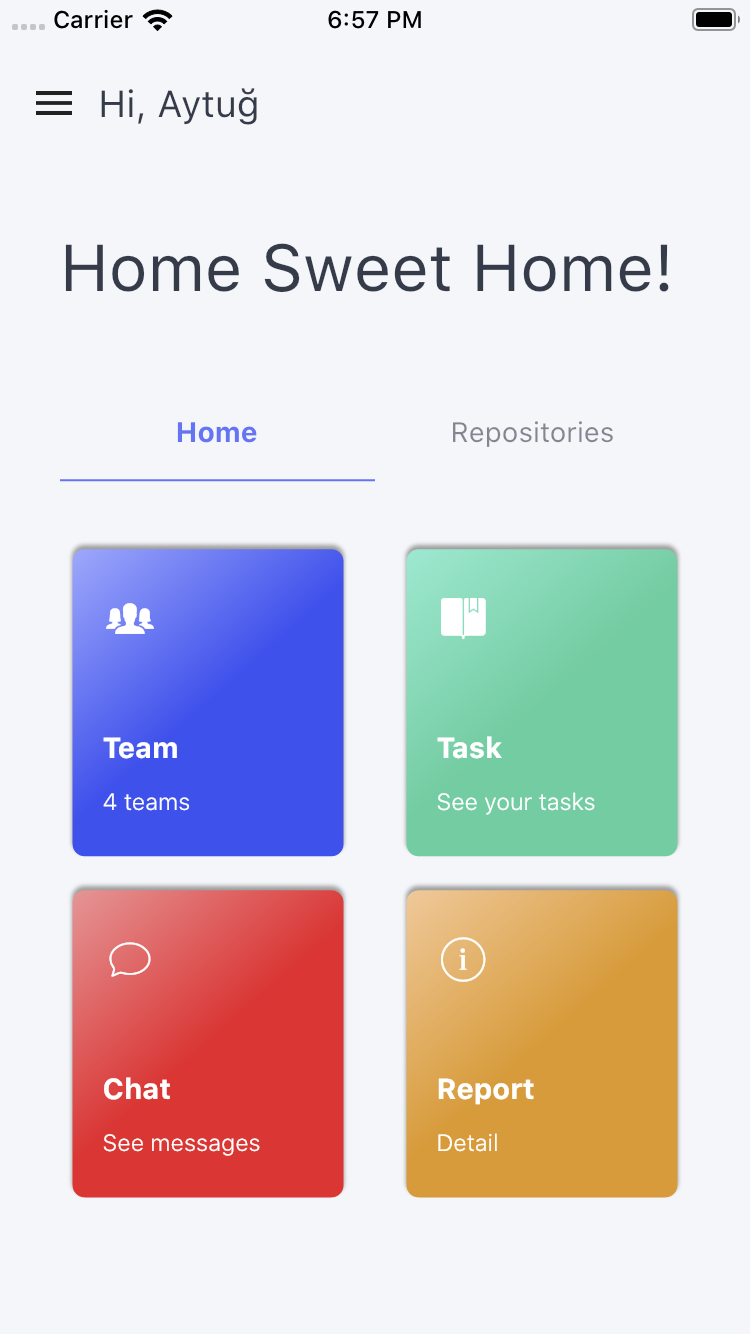 Carrier 6:57 PM
Hi, Aytuğ
Home Sweet Home!
Home Repositories
Team
4 teams
Task
See your tasks
Chat
See messages
Report
Detail